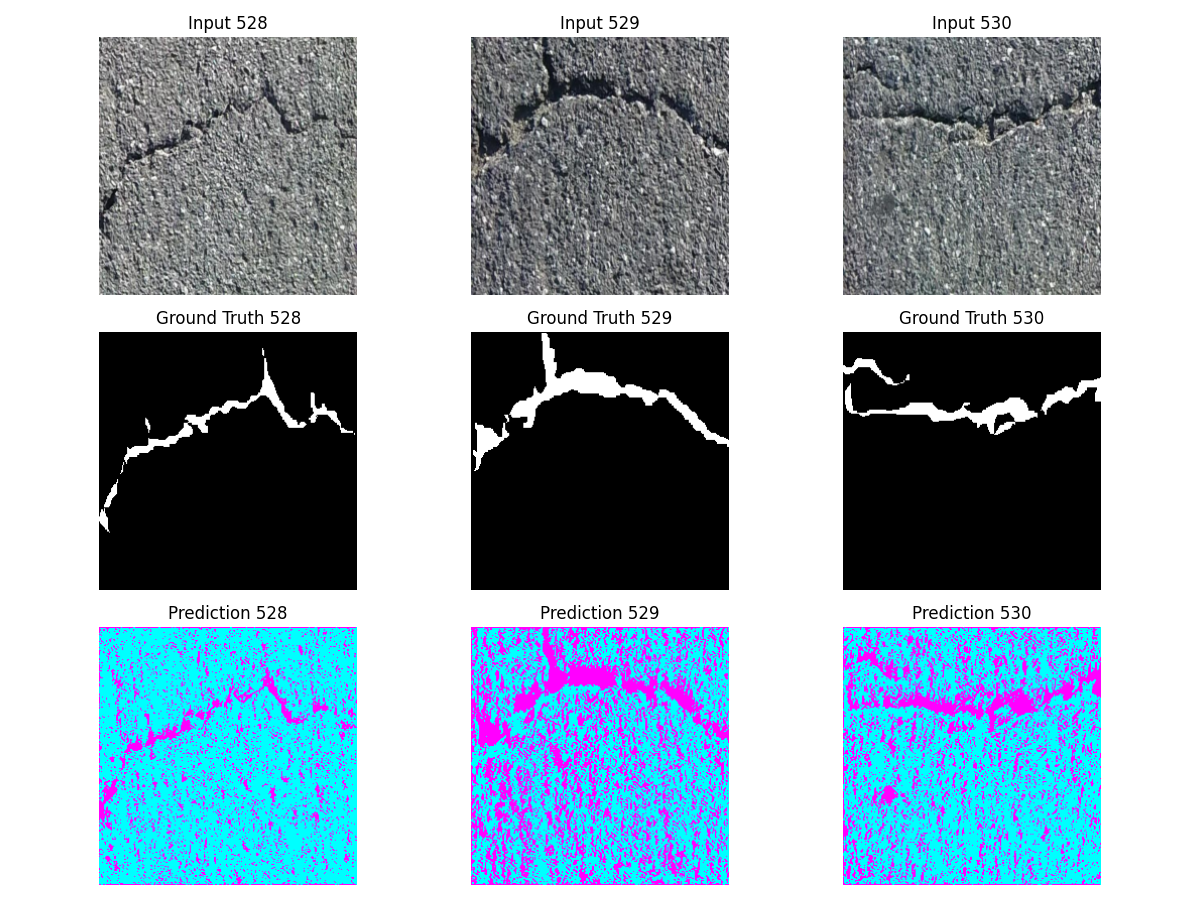 Input 528
Input 529
Input 530
Ground Truth 528
Ground Truth 529
Ground Truth 530
Prediction 528
Prediction 529
Prediction 530